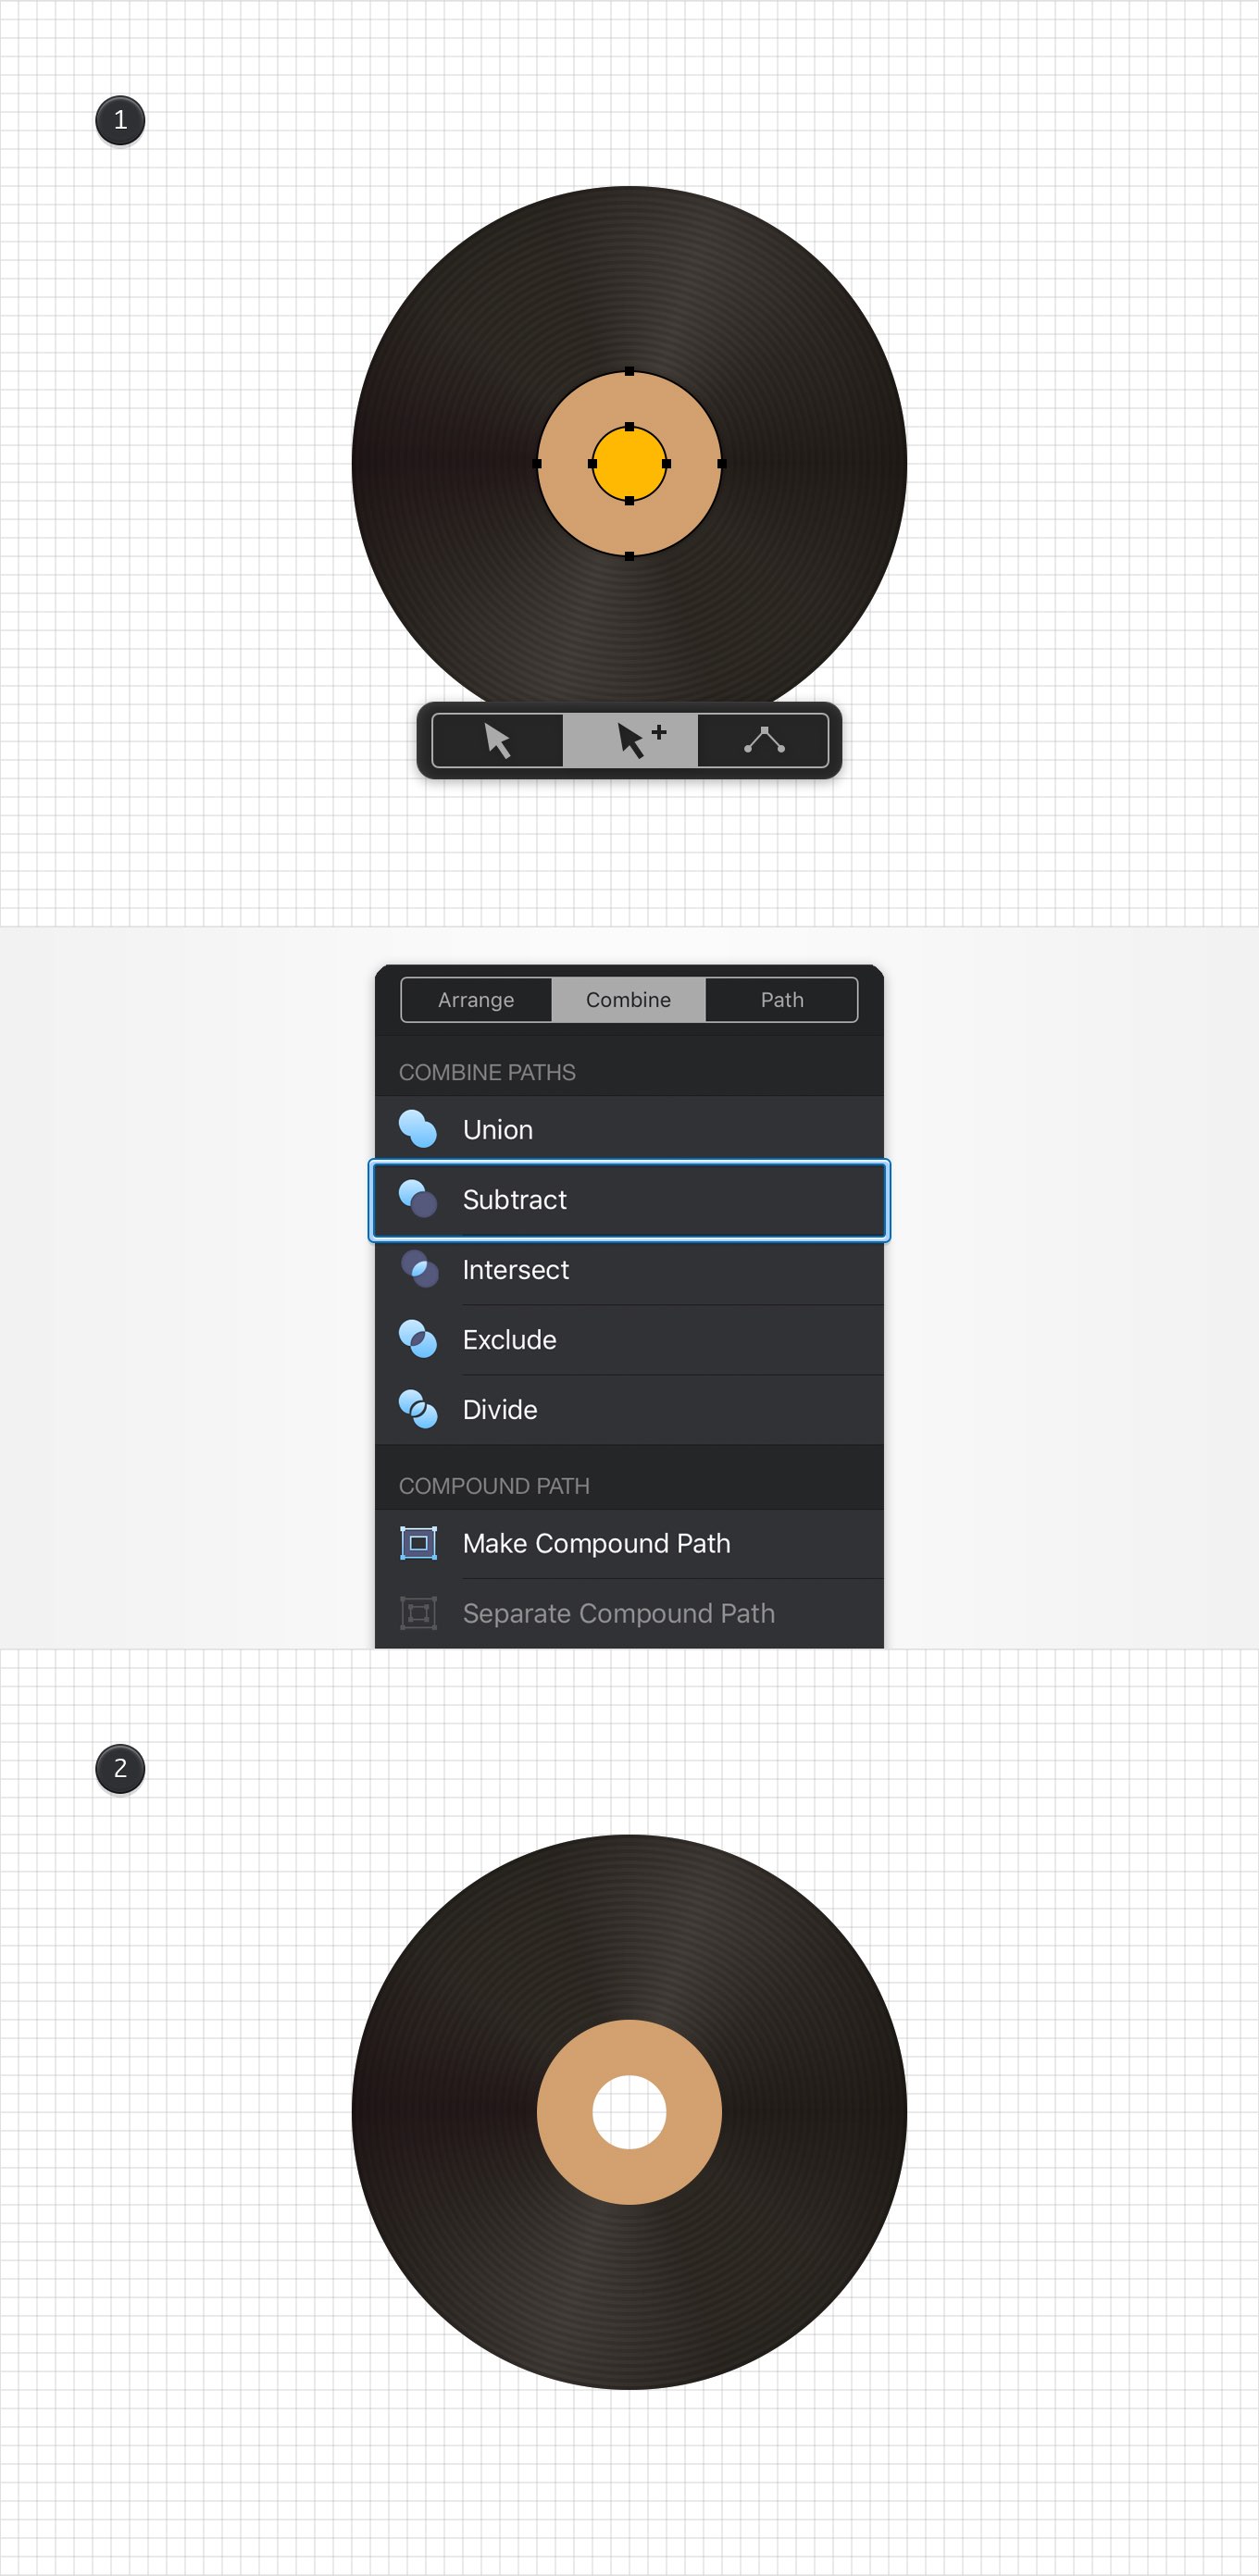 1
Arrange
Combine
Path
COMBINE PATHS
Union
Subtract
Intersect
Exclude
Divide
COMPOUND PATH
Make Compound Path
Separate Compound Path
2